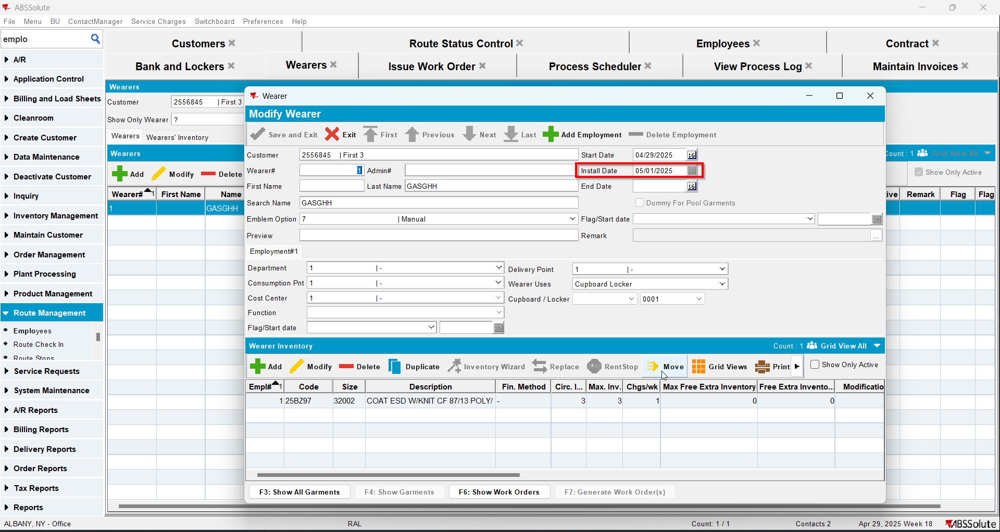 ABSSolute
File Menu BU ContactManager Service Charges Switchboard Preferences Help
emplo
Customers Route Status Control Employees Contract
Bank and Lockers Wearers Issue Work Order Process Scheduler View Process Log Maintain Invoices
A/R
Application Control
Billing and Load Sheets
Cleanroom
Create Customer
Data Maintenance
Deactivate Customer
Inquiry
Inventory Management
Maintain Customer
Order Management
Plant Processing
Product Management
Route Management
Employees
Route Check In
Route Stops
Service Requests
System Maintenance
A/R Reports
Billing Reports
Delivery Reports
Order Reports
Tax Reports
Reports
Wearers
Customer 2556845 | First 3
Show Only Wearer ?
Wearers Wearers' Inventory
Wearers
Count : 1 Grid View All
Add Modify Delete
Show Only Active
Wearer# 1 First Name Name
ive Remark Flag Flag
1 GASGHH
Wearer
Modify Wearer
Save and Exit Exit First Previous Next Last Add Employment Delete Employment
Customer 2556845 | First 3 Start Date 04/29/2025 16
Wearer# 1 Admin# Install Date 05/01/2025 16
First Name Last Name GASGHH End Date 16
Search Name GASGHH Dummy For Pool Garments
Emblem Option 7 | Manual Flag/Start date 16
Preview Remark ...
Employment#1
Department 1 | - Delivery Point 1 | -
Consumption Pnt 1 | - Wearer Uses Cupboard Locker
Cost Center 1 | - Cupboard / Locker 0001
Function
Flag/Start date 16
Wearer Inventory Count : 1 Grid View All
Add Modify Delete Duplicate Inventory Wizard Replace RentStop Move Grid Views Print Show Only Active
Empl# 1 Code Size Description Fin. Method Circ. I... Max. Inv. Chgs/wk Max Free Extra Inventory Free Extra Invento... Modificatio
1 25BZ97 32002 COAT ESD W/KNIT CF 87/13 POLY/ - 3 3 1 0 0
F3: Show All Garments F4: Show Garments F6: Show Work Orders F7: Generate Work Order(s)
ALBANY, NY - Office RAL Count: 1 / 1 Contacts 2 Apr 29, 2025 Week 18 ABSSolute